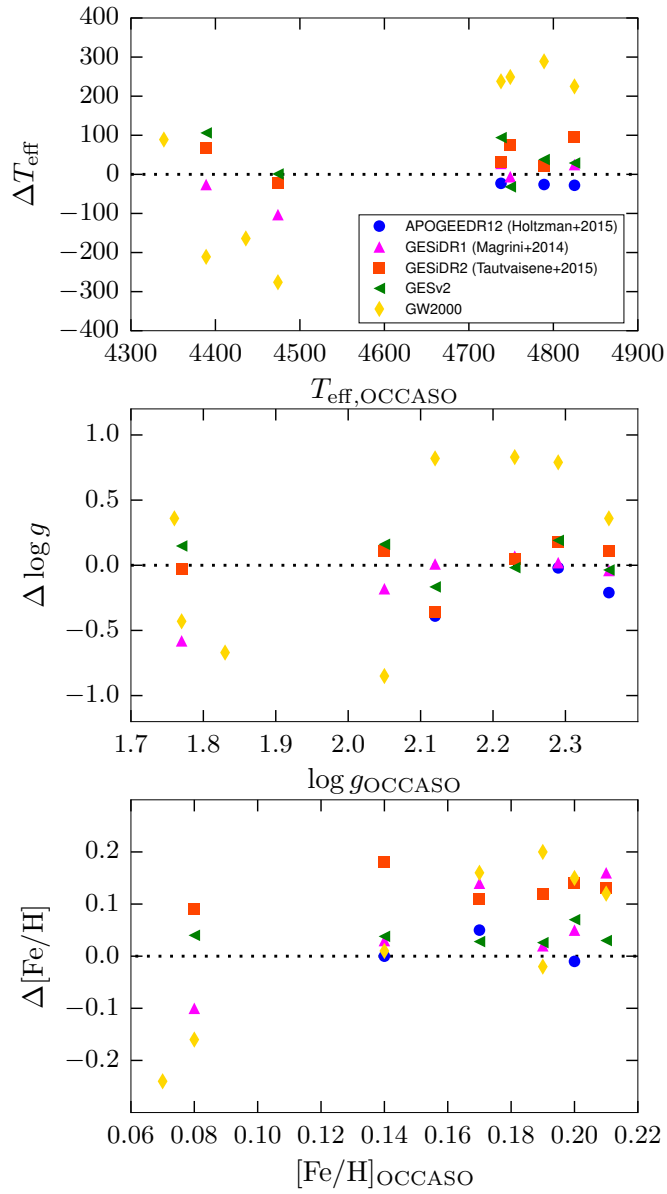 400
300
200
100
0
−100
−200
−300
−400
ΔT_eff
APOGEEDR12 (Holtzman+2015)
GESiDR1 (Magrini+2014)
GESiDR2 (Tautvaisene+2015)
GESv2
GW2000
4300 4400 4500 4600 4700 4800 4900
T_eff,OCCASO
1.0
0.5
0.0
−0.5
−1.0
Δ log g
1.7 1.8 1.9 2.0 2.1 2.2 2.3
log g_OCCASO
0.2
0.1
0.0
−0.1
−0.2
Δ[Fe/H]
0.06 0.08 0.10 0.12 0.14 0.16 0.18 0.20 0.22
[Fe/H]_OCCASO